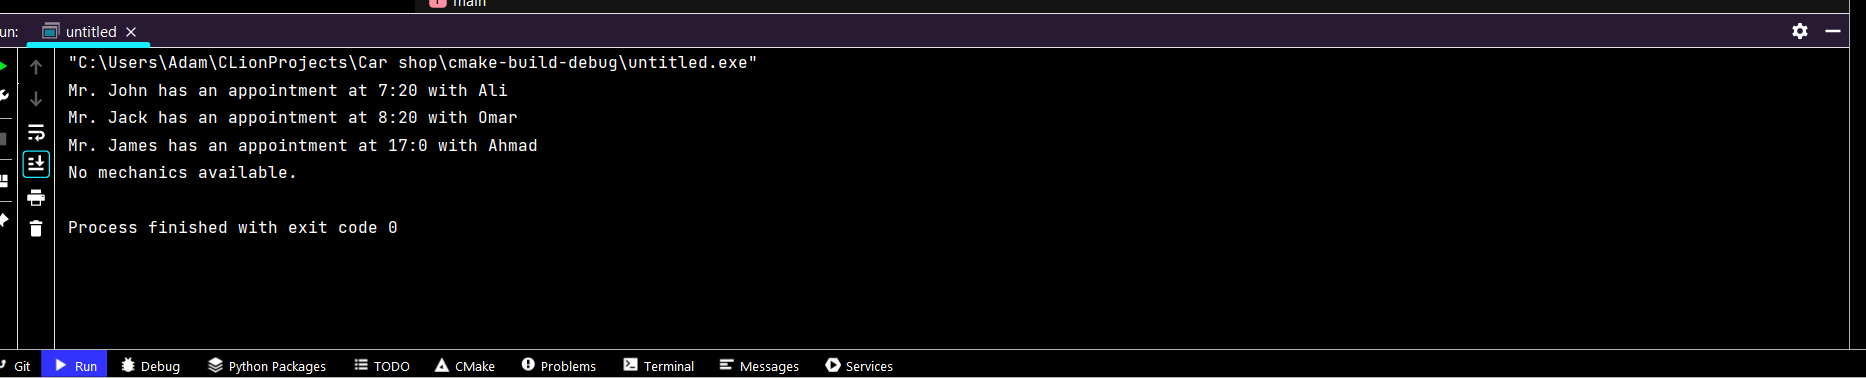 main
un:
untitled
"C:\Users\Adam\CLionProjects\Car shop\cmake-build-debug\untitled.exe"
Mr. John has an appointment at 7:20 with Ali
Mr. Jack has an appointment at 8:20 with Omar
Mr. James has an appointment at 17:0 with Ahmad
No mechanics available.
Process finished with exit code 0
Git Run Debug Python Packages TODO CMake Problems Terminal Messages Services